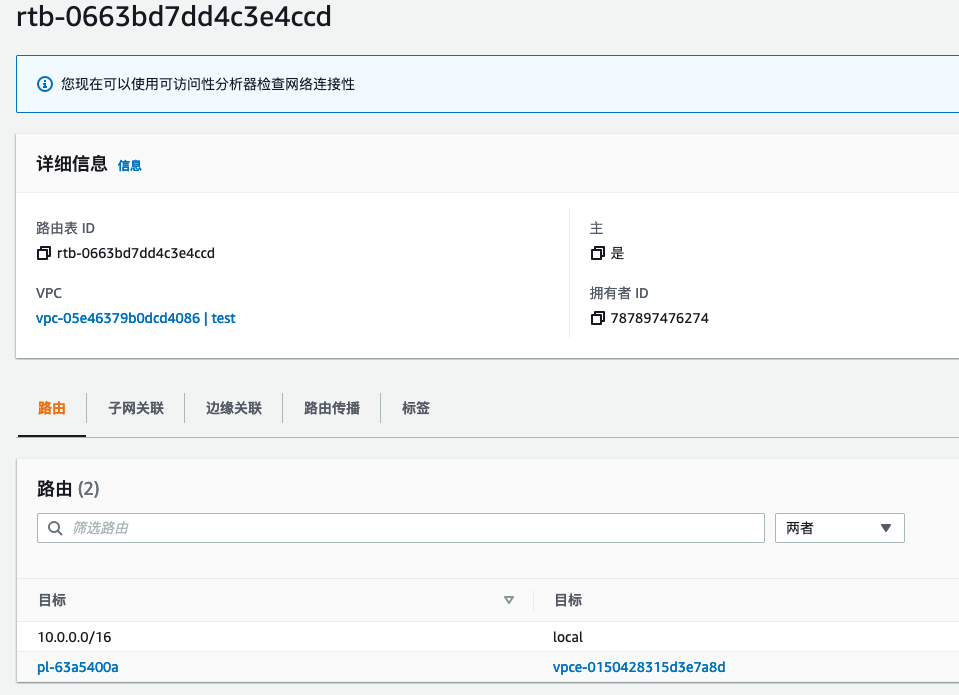 rtb-0663bd7dd4c3e4ccd
您现在可以使用可访问性分析器检查网络连接性
详细信息 信息
路由表 ID
rtb-0663bd7dd4c3e4ccd
主
是
VPC
vpc-05e46379b0dcd4086 | test
拥有者 ID
787897476274
路由 子网关联 边缘关联 路由传播 标签
路由 (2)
筛选路由 两者
目标 目标
10.0.0.0/16 local
pl-63a5400a vpce-0150428315d3e7a8d